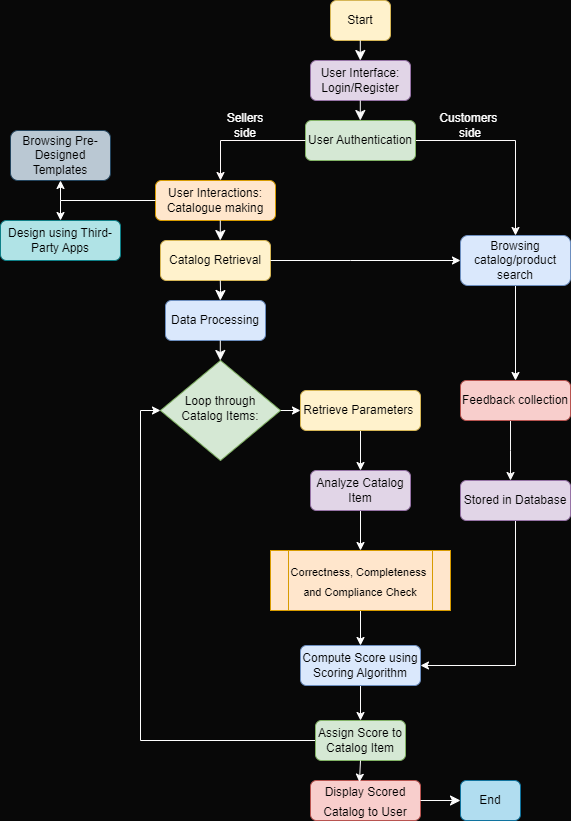 Start
User Interface:
Login/Register
Sellers
side
Customers
side
User Authentication
Browsing Pre-
Designed
Templates
User Interactions:
Catalogue making
Design using Third-
Party Apps
Catalog Retrieval
Browsing
catalog/product
search
Data Processing
Loop through
Catalog Items:
Retrieve Parameters
Feedback collection
Analyze Catalog
Item
Stored in Database
Correctness, Completeness
and Compliance Check
Compute Score using
Scoring Algorithm
Assign Score to
Catalog Item
Display Scored
Catalog to User
End